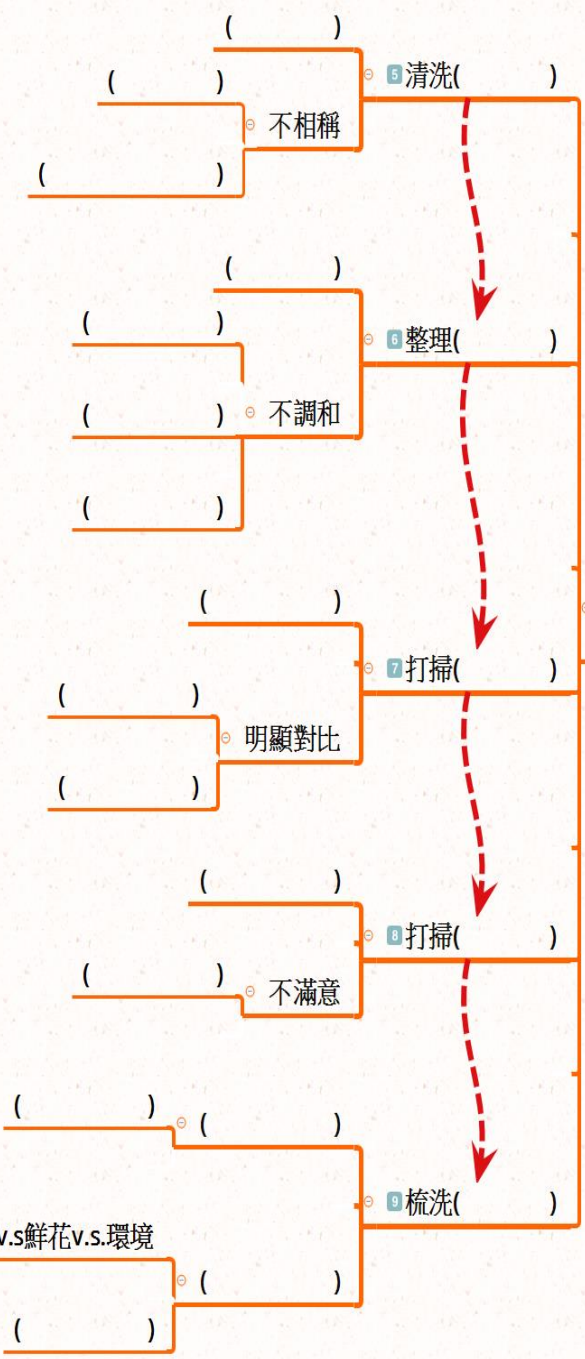 (        )
5 清洗(        )
(        )
不相稱
(        )
(        )
6 整理(        )
(        )
不調和
(        )
(        )
(        )
7 打掃(        )
(        )
明顯對比
(        )
(        )
8 打掃(        )
(        )
不滿意
(        )
(        )
9 梳洗(        )
v.s鮮花v.s.環境
(        )
(        )